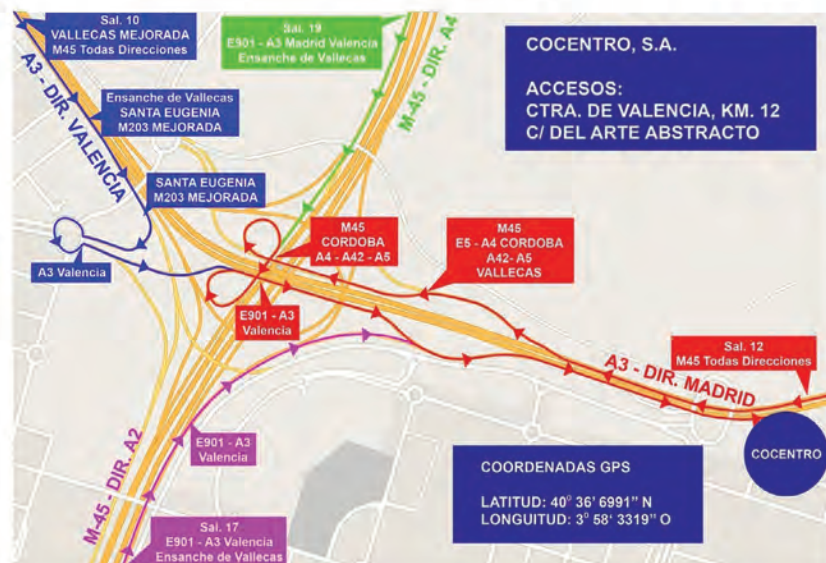 Sal. 10
VALLECAS MEJORADA
M45 Todas Direcciones
Sal. 19
E901 - A3 Madrid Valencia
Ensanche de Vallecas
COCENTRO, S.A.
ACCESOS:
CTRA. DE VALENCIA, KM. 12
C/ DEL ARTE ABSTRACTO
A3 - DIR. VALENCIA
M-45 - DIR. A4
Ensanche de Vallecas
SANTA EUGENIA
M203 MEJORADA
SANTA EUGENIA
M203 MEJORADA
A3 Valencia
M45
CORDOBA
A4 - A42 - A5
M45
E5 - A4 CORDOBA
A42- A5
VALLECAS
E901 - A3
Valencia
Sal. 12
M45 Todas Direcciones
A3 - DIR. MADRID
M-45 - DIR. A2
E901 - A3
Valencia
COCENTRO
COORDENADAS GPS
LATITUD: 40º 36' 6991” N
LONGUITUD: 3º 58' 3319” O
Sal. 17
E901 - A3 Valencia
Ensanche de Vallecas